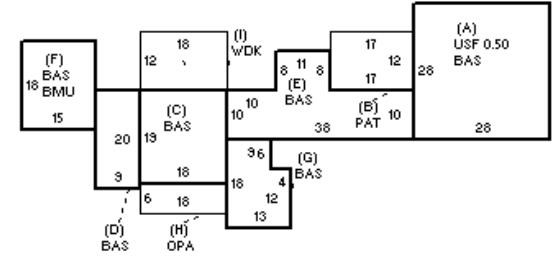 (A)
USF 0.50
BAS
28
28
(I)
WDK
18
12
17
12
17
(F)
BAS
BMU
18
15
8 11 8
(E)
BAS
10
10
38
(B)
PAT
10
(C)
BAS
19
18
20
9
(D)
BAS
6
18
(H)
OPA
9 6
(G)
BAS
18
4
12
13